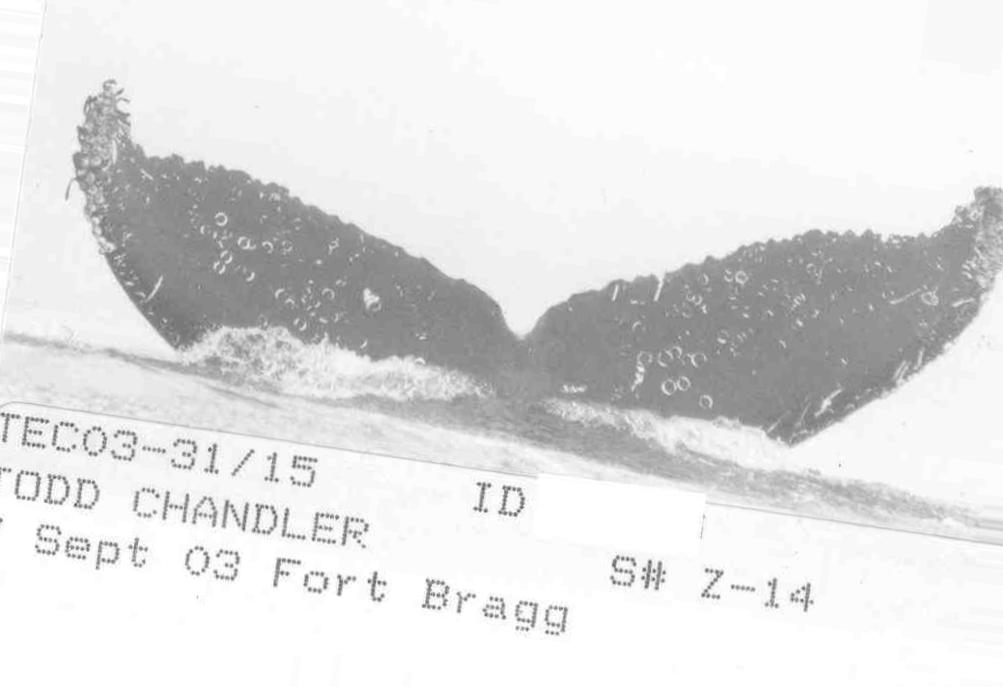 TEC03-31/15
TODD CHANDLER ID
Sept 03 Fort Bragg S# Z-14